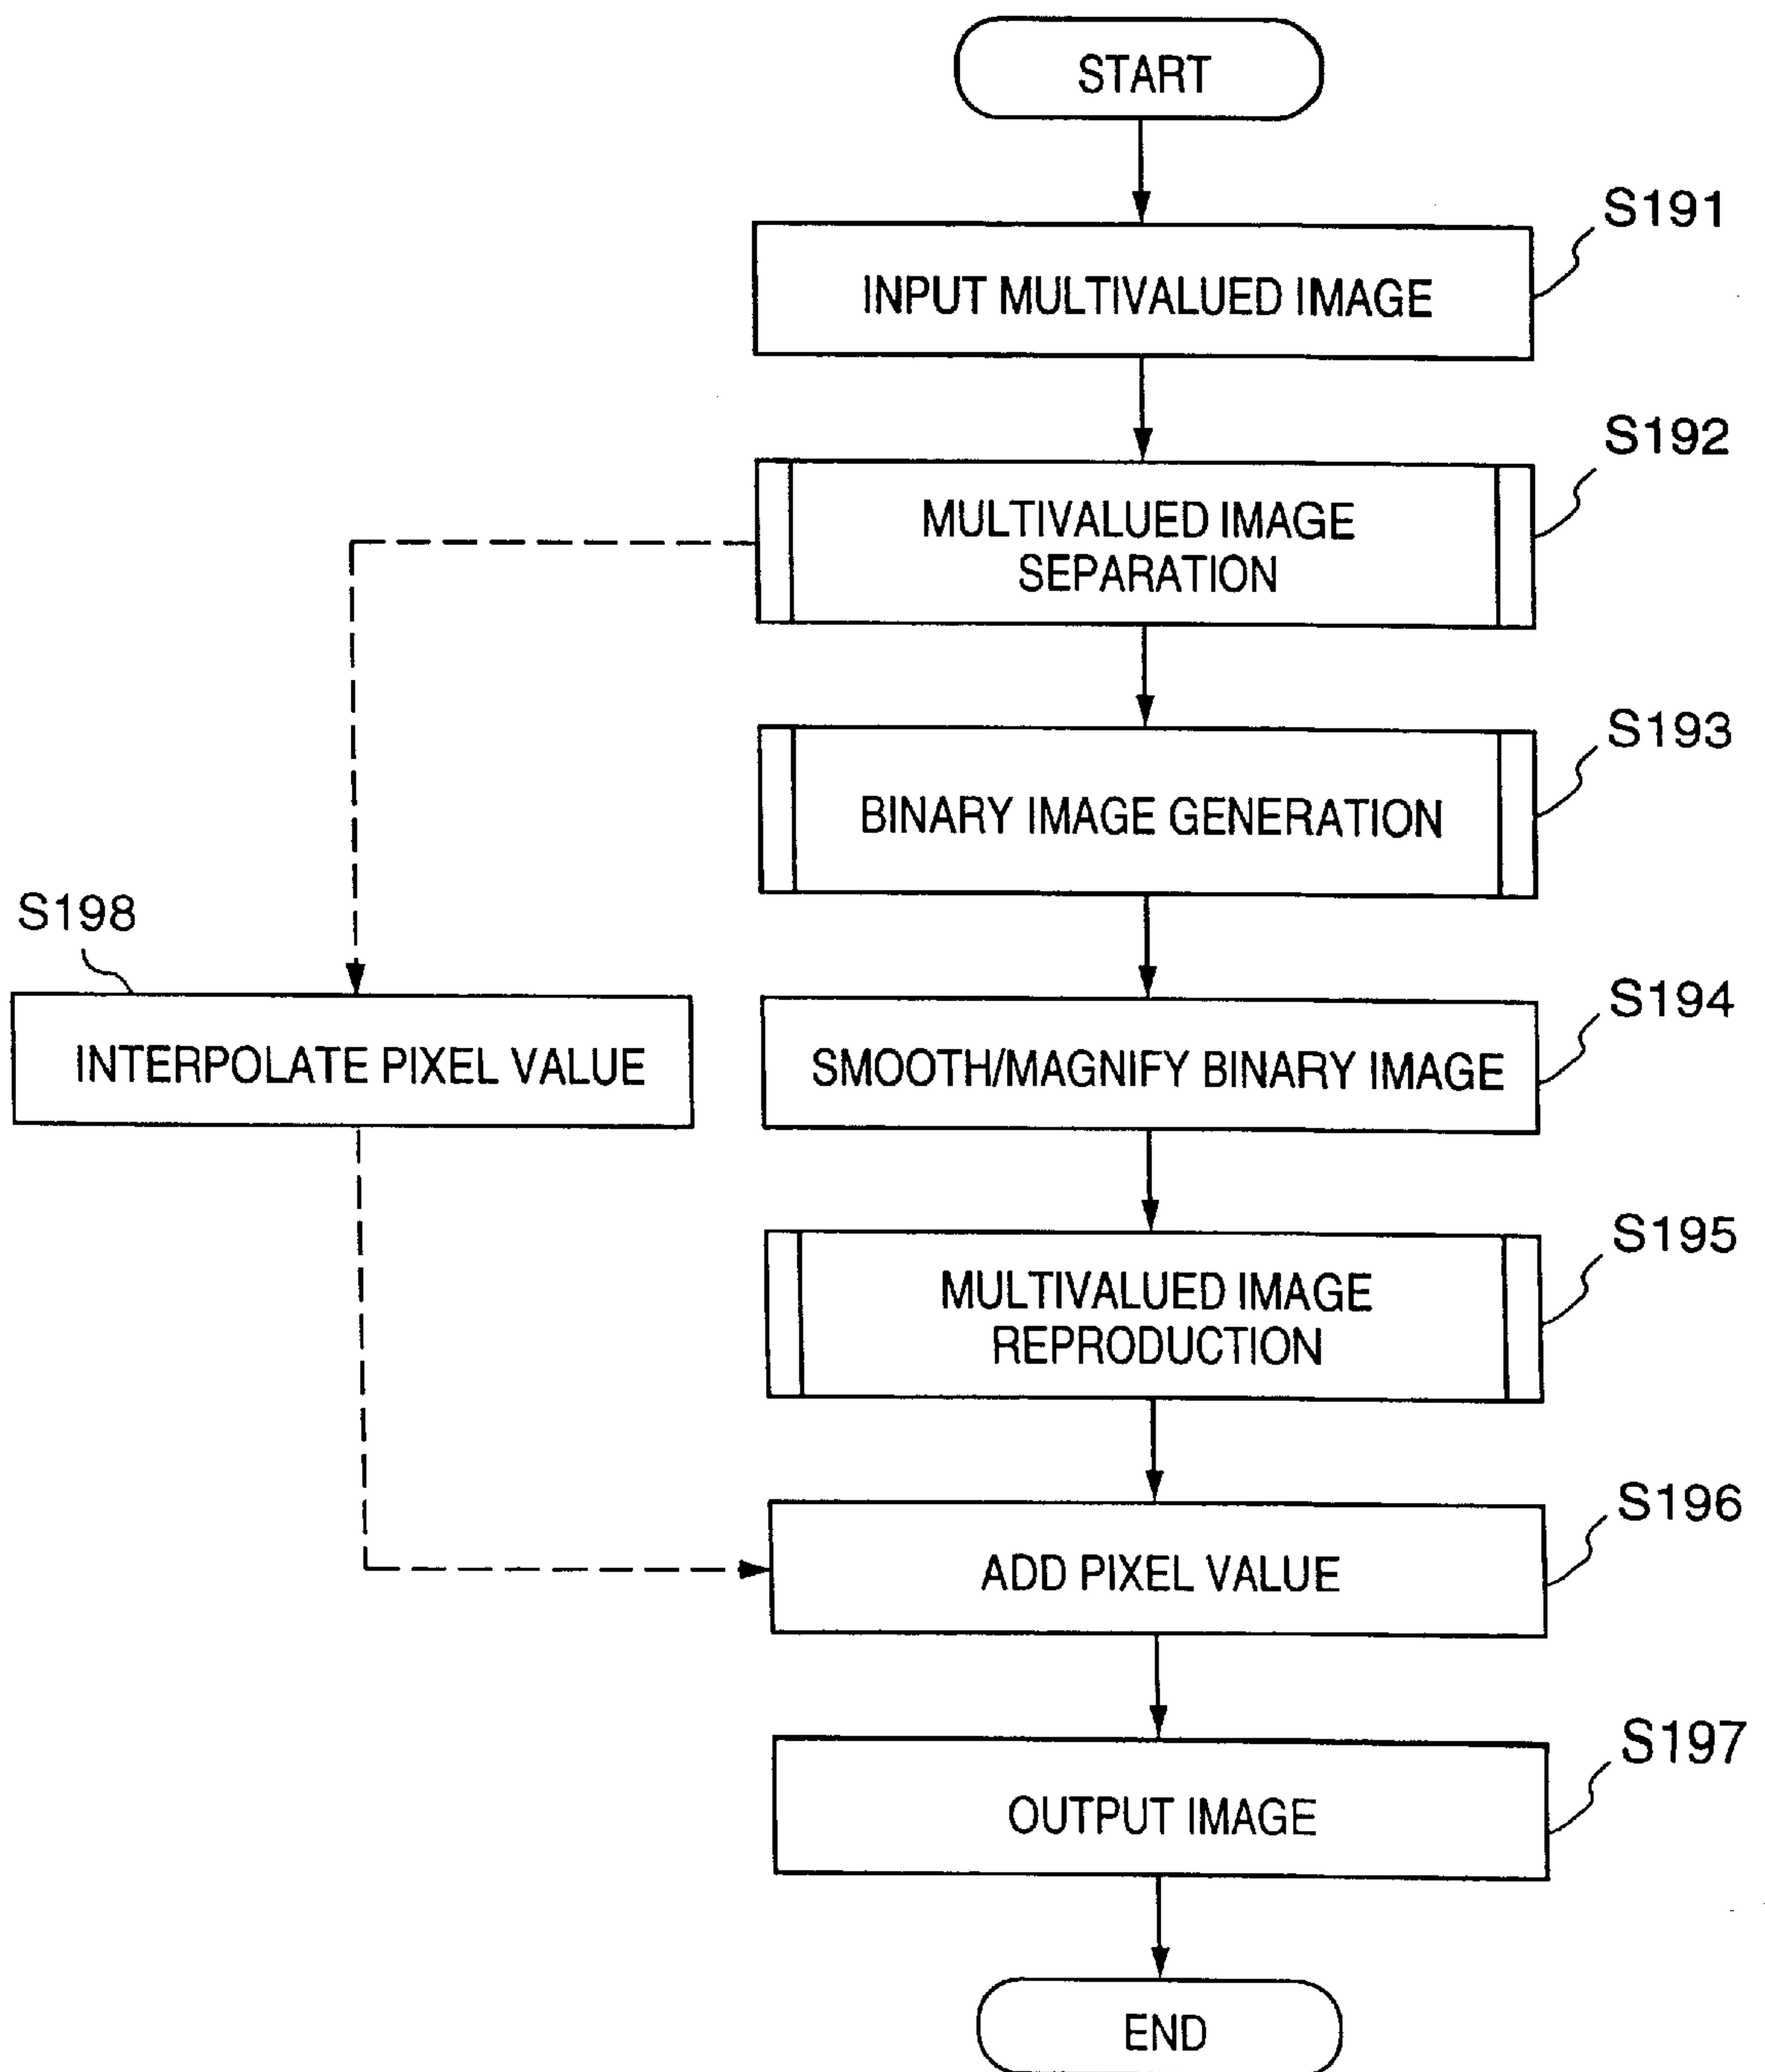 START
S191
INPUT MULTIVALUED IMAGE
S192
MULTIVALUED IMAGE
SEPARATION
S193
BINARY IMAGE GENERATION
S198
INTERPOLATE PIXEL VALUE
S194
SMOOTH/MAGNIFY BINARY IMAGE
S195
MULTIVALUED IMAGE
REPRODUCTION
S196
ADD PIXEL VALUE
S197
OUTPUT IMAGE
END